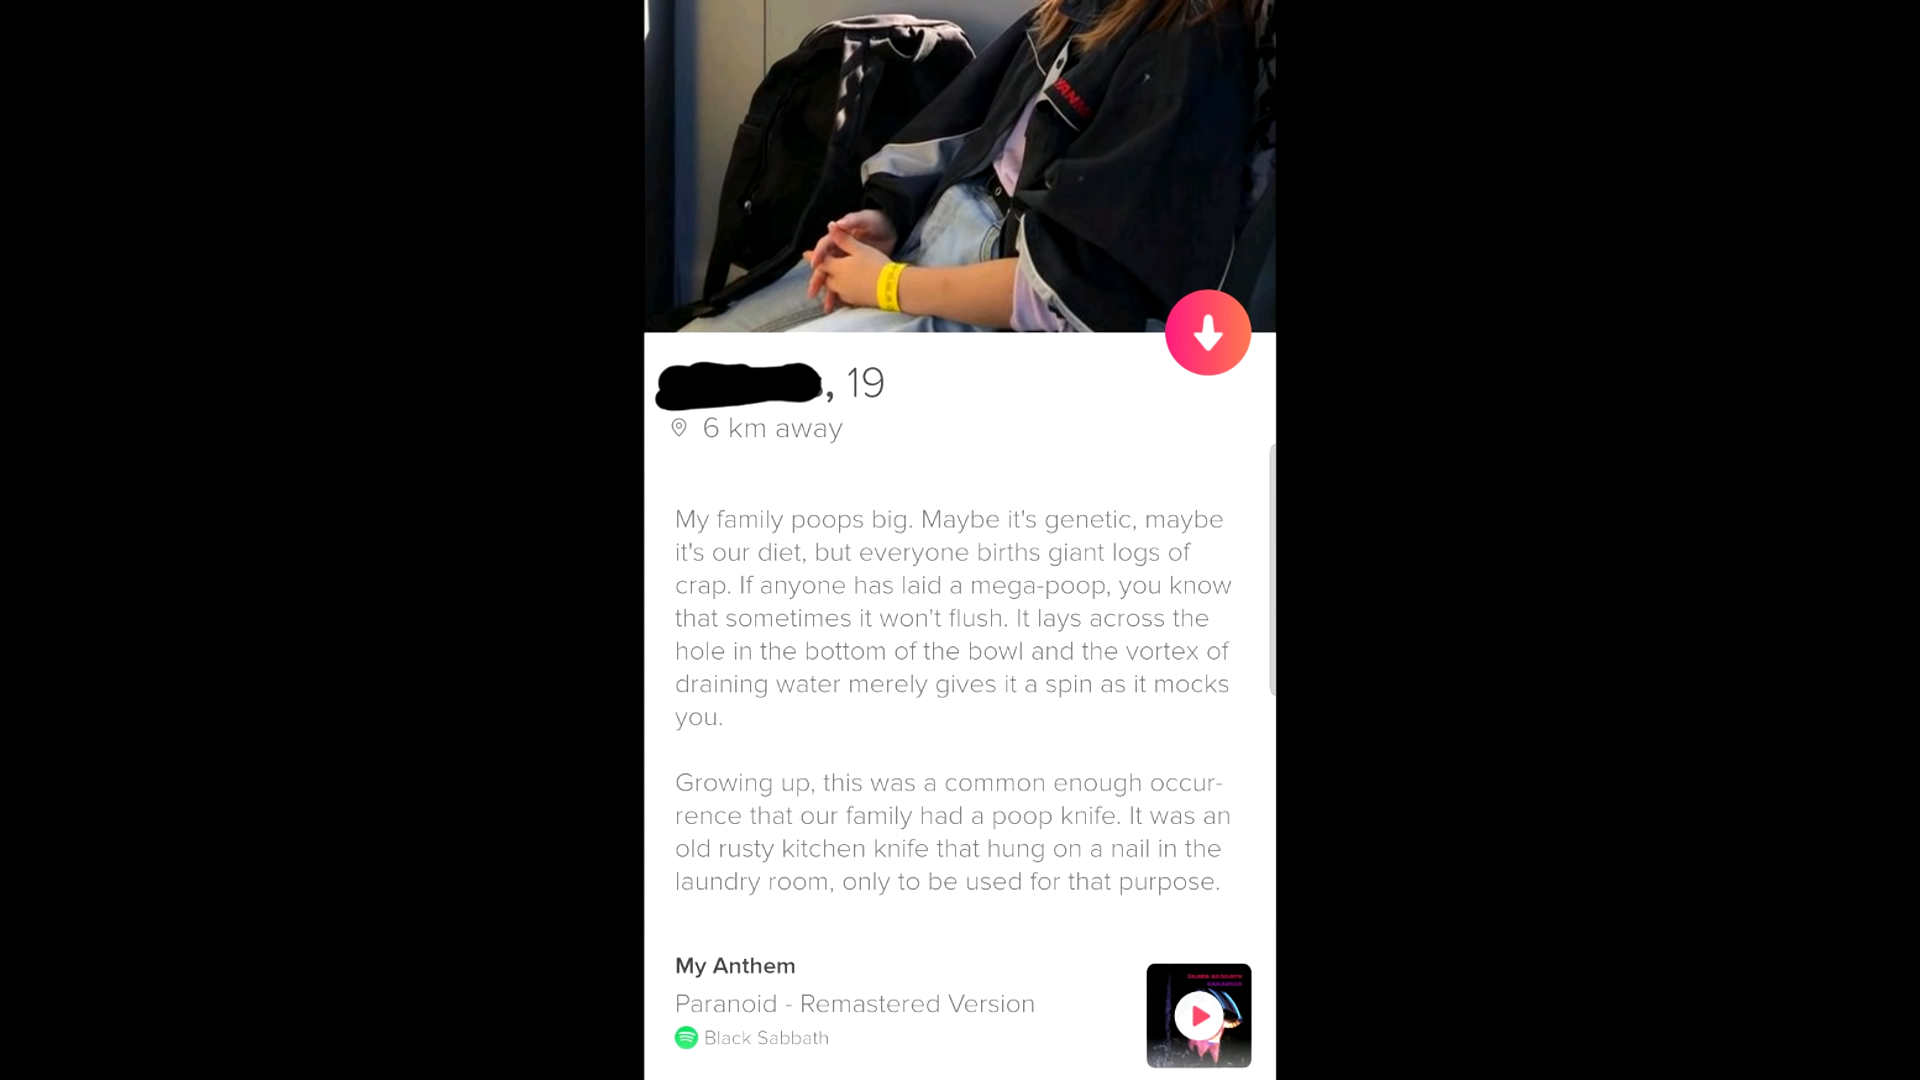 YANM
, 19
6 km away
My family poops big. Maybe it's genetic, maybe
it's our diet, but everyone births giant logs of
crap. If anyone has laid a mega-poop, you know
that sometimes it won't flush. It lays across the
hole in the bottom of the bowl and the vortex of
draining water merely gives it a spin as it mocks
you.
Growing up, this was a common enough occur-
rence that our family had a poop knife. It was an
old rusty kitchen knife that hung on a nail in the
laundry room, only to be used for that purpose.
My Anthem
Paranoid - Remastered Version
Black Sabbath
BLACK SABBATH
PARANOID